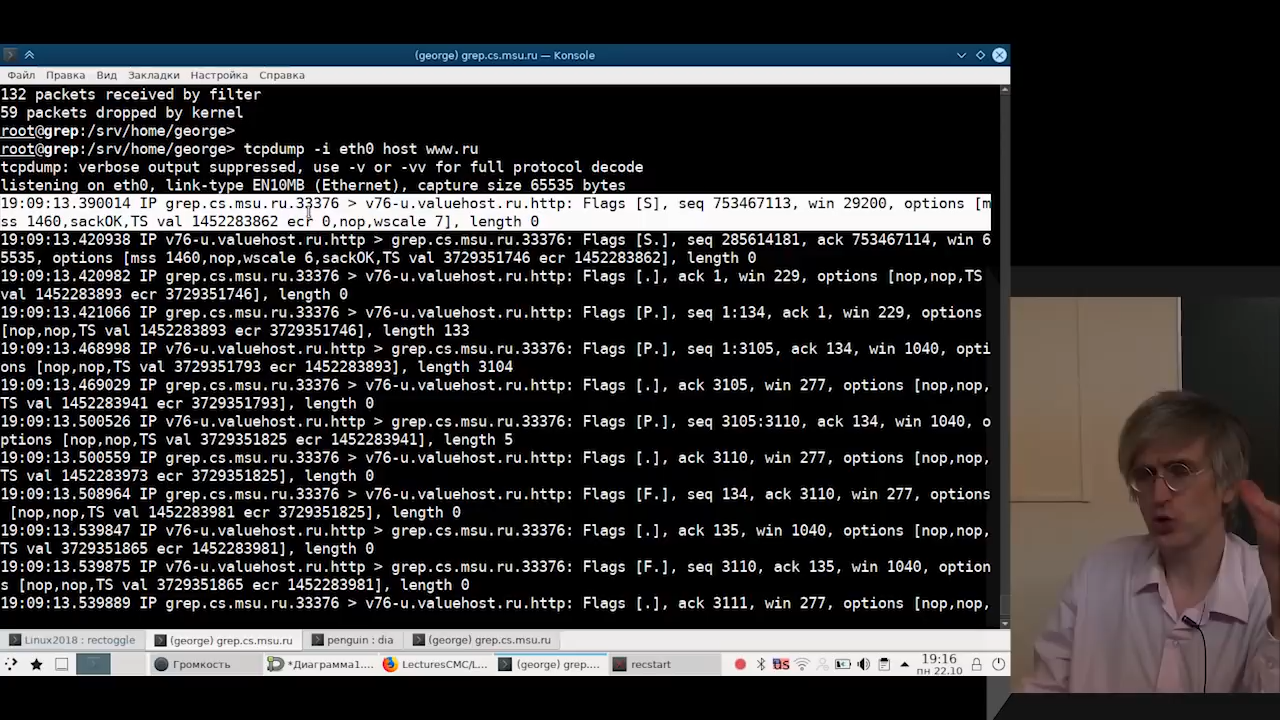 (george) grep.cs.msu.ru — Konsole
Файл Правка Вид Закладки Настройка Справка
132 packets received by filter
59 packets dropped by kernel
root@grep:/srv/home/george>
root@grep:/srv/home/george> tcpdump -i eth0 host www.ru
tcpdump: verbose output suppressed, use -v or -vv for full protocol decode
listening on eth0, link-type EN10MB (Ethernet), capture size 65535 bytes
19:09:13.390014 IP grep.cs.msu.ru.33376 > v76-u.valuehost.ru.http: Flags [S], seq 753467113, win 29200, options [m
ss 1460,sackOK,TS val 1452283862 ecr 0,nop,wscale 7], length 0
19:09:13.420938 IP v76-u.valuehost.ru.http > grep.cs.msu.ru.33376: Flags [S.], seq 285614181, ack 753467114, win 6
5535, options [mss 1460,nop,wscale 6,sackOK,TS val 3729351746 ecr 1452283862], length 0
19:09:13.420982 IP grep.cs.msu.ru.33376 > v76-u.valuehost.ru.http: Flags [.], ack 1, win 229, options [nop,nop,TS
val 1452283893 ecr 3729351746], length 0
19:09:13.421066 IP grep.cs.msu.ru.33376 > v76-u.valuehost.ru.http: Flags [P.], seq 1:134, ack 1, win 229, options
[nop,nop,TS val 1452283893 ecr 3729351746], length 133
19:09:13.468998 IP v76-u.valuehost.ru.http > grep.cs.msu.ru.33376: Flags [P.], seq 1:3105, ack 134, win 1040, opti
ons [nop,nop,TS val 3729351793 ecr 1452283893], length 3104
19:09:13.469029 IP grep.cs.msu.ru.33376 > v76-u.valuehost.ru.http: Flags [.], ack 3105, win 277, options [nop,nop,
TS val 1452283941 ecr 3729351793], length 0
19:09:13.500526 IP v76-u.valuehost.ru.http > grep.cs.msu.ru.33376: Flags [P.], seq 3105:3110, ack 134, win 1040, o
ptions [nop,nop,TS val 3729351825 ecr 1452283941], length 5
19:09:13.500559 IP grep.cs.msu.ru.33376 > v76-u.valuehost.ru.http: Flags [.], ack 3110, win 277, options [nop,nop,
TS val 1452283973 ecr 3729351825], length 0
19:09:13.508964 IP grep.cs.msu.ru.33376 > v76-u.valuehost.ru.http: Flags [F.], seq 134, ack 3110, win 277, options
[nop,nop,TS val 1452283981 ecr 3729351825], length 0
19:09:13.539847 IP v76-u.valuehost.ru.http > grep.cs.msu.ru.33376: Flags [.], ack 135, win 1040, options [nop,nop,
TS val 3729351865 ecr 1452283981], length 0
19:09:13.539875 IP v76-u.valuehost.ru.http > grep.cs.msu.ru.33376: Flags [F.], seq 3110, ack 135, win 1040, option
s [nop,nop,TS val 3729351865 ecr 1452283981], length 0
19:09:13.539889 IP grep.cs.msu.ru.33376 > v76-u.valuehost.ru.http: Flags [.], ack 3111, win 277, options [nop,nop,
Linux2018 : rectoggle (george) grep.cs.msu.ru penguin : dia (george) grep.cs.msu.ru
Громкость *Диаграмма1.... LecturesCMC/L... (george) grep.... recstart US 19:16
пн 22.10